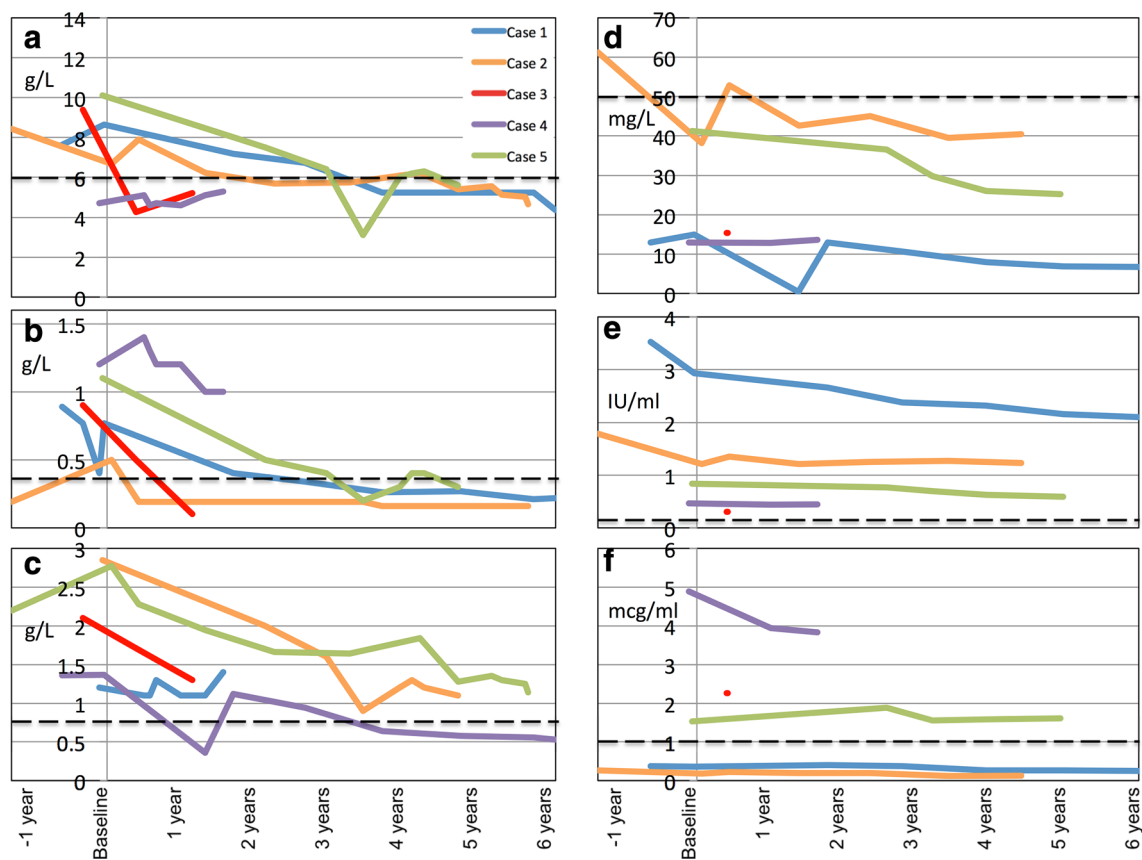 a
g/L
14
12
10
8
6
4
2
0
Case 1
Case 2
Case 3
Case 4
Case 5
b
g/L
1.5
1
0.5
0
c
g/L
3
2.5
2
1.5
1
0.5
0
-1 year
Baseline
1 year
2 years
3 years
4 years
5 years
6 years
d
mg/L
70
60
50
40
30
20
10
0
e
IU/ml
4
3
2
1
0
f
mcg/ml
6
5
4
3
2
1
0
-1 year
Baseline
1 year
2 years
3 years
4 years
5 years
6 years